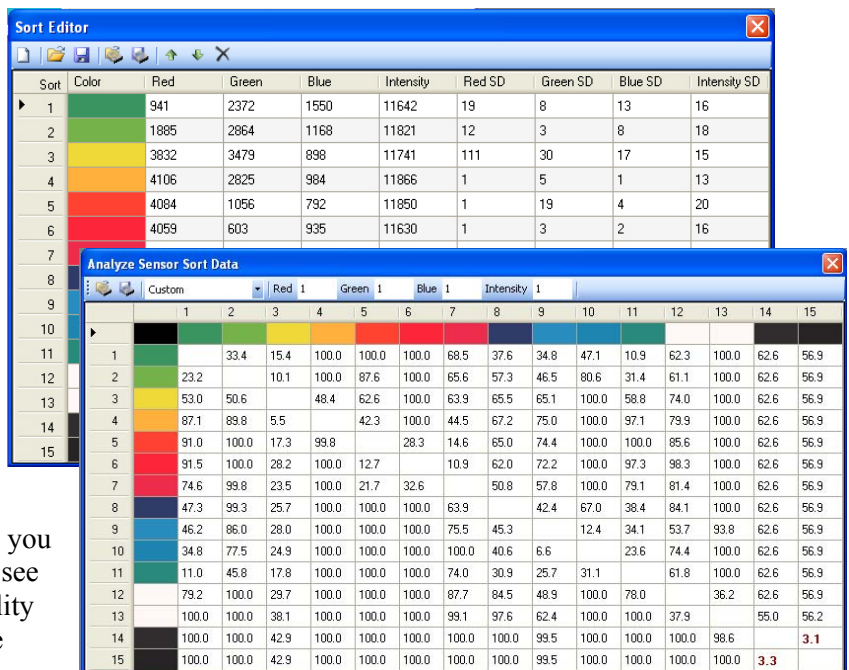 Sort Editor
Sort Color Red Green Blue Intensity Red SD Green SD Blue SD Intensity SD
1 941 2372 1550 11642 19 8 13 16
2 1885 2864 1168 11821 12 3 8 18
3 3832 3479 898 11741 111 30 17 15
4 4106 2825 984 11866 1 5 1 13
5 4084 1056 792 11850 1 19 4 20
6 4059 603 935 11630 1 3 2 16
7
8
9
10
11
12
13
14
15
Analyze Sensor Sort Data
Custom Red 1 Green 1 Blue 1 Intensity 1
1 2 3 4 5 6 7 8 9 10 11 12 13 14 15
1 33.4 15.4 100.0 100.0 100.0 68.5 37.6 34.8 47.1 10.9 62.3 100.0 62.6 56.9
2 23.2 10.1 100.0 87.6 100.0 65.6 57.3 46.5 80.6 31.4 61.1 100.0 62.6 56.9
3 53.0 50.6 48.4 62.6 100.0 63.9 65.5 65.1 100.0 58.8 74.0 100.0 62.6 56.9
4 87.1 89.8 5.5 42.3 100.0 44.5 67.2 75.0 100.0 97.1 79.9 100.0 62.6 56.9
5 91.0 100.0 17.3 99.8 28.3 14.6 65.0 74.4 100.0 100.0 85.6 100.0 62.6 56.9
6 91.5 100.0 28.2 100.0 12.7 10.9 62.0 72.2 100.0 97.3 98.3 100.0 62.6 56.9
7 74.6 99.8 23.5 100.0 21.7 32.6 50.8 57.8 100.0 79.1 81.4 100.0 62.6 56.9
8 47.3 99.3 25.7 100.0 100.0 100.0 63.9 42.4 67.0 38.4 84.1 100.0 62.6 56.9
9 46.2 86.0 28.0 100.0 100.0 100.0 75.5 45.3 12.4 34.1 53.7 93.8 62.6 56.9
10 34.8 77.5 24.9 100.0 100.0 100.0 100.0 40.6 6.6 23.6 74.4 100.0 62.6 56.9
11 11.0 45.8 17.8 100.0 100.0 100.0 74.0 30.9 25.7 31.1 61.8 100.0 62.6 56.9
12 79.2 100.0 29.7 100.0 100.0 100.0 87.7 84.5 48.9 100.0 78.0 36.2 62.6 56.9
13 100.0 100.0 38.1 100.0 100.0 100.0 99.1 97.6 62.4 100.0 100.0 37.9 55.0 56.2
14 100.0 100.0 42.9 100.0 100.0 100.0 100.0 100.0 99.5 100.0 100.0 100.0 98.6 3.1
15 100.0 100.0 42.9 100.0 100.0 100.0 100.0 100.0 99.5 100.0 100.0 100.0 100.0 3.3
you
see
lity
e